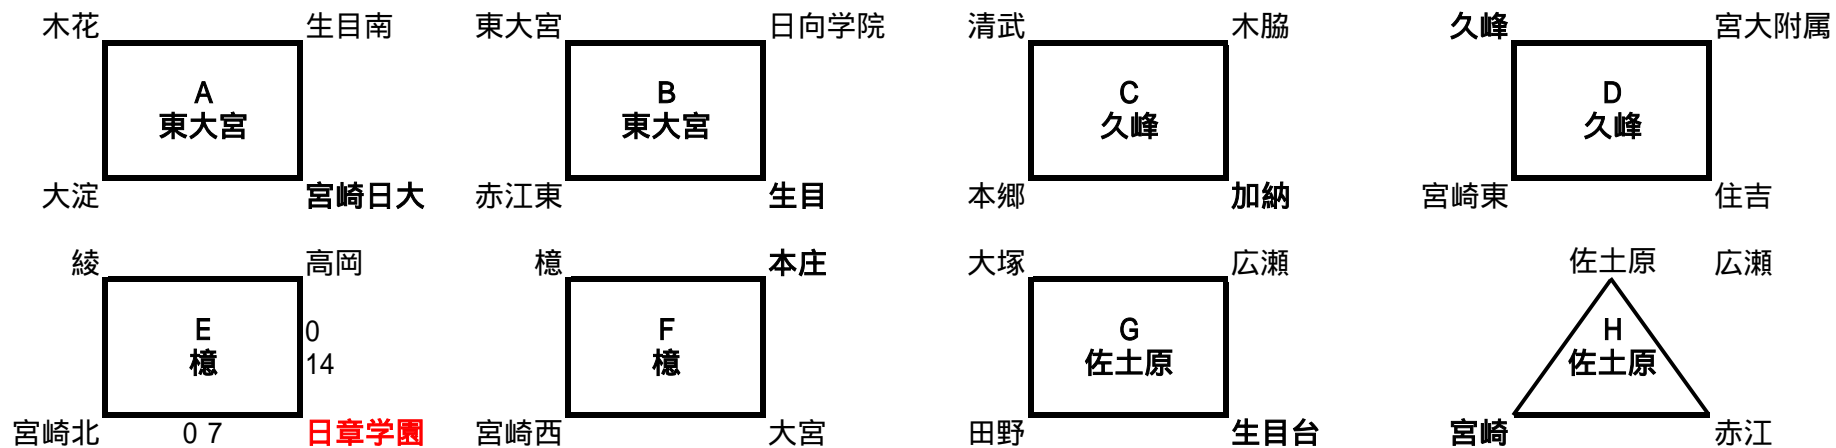 木花 生目南 東大宮 日向学院 清武 木脇 久峰 宮大附属
A B C D
東大宮 東大宮 久峰 久峰
大淀 宮崎日大 赤江東 生目 本郷 加納 宮崎東 住吉
綾 高岡 檍 本庄 大塚 広瀬 佐土原 広瀬
E 0 F G H
檍 14 檍 佐土原 佐土原
宮崎北 0 7 日章学園 宮崎西 大宮 田野 生目台 宮崎 赤江